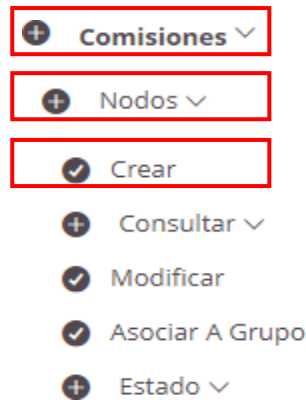 Comisiones
Nodos
Crear
Consultar
Modificar
Asociar A Grupo
Estado